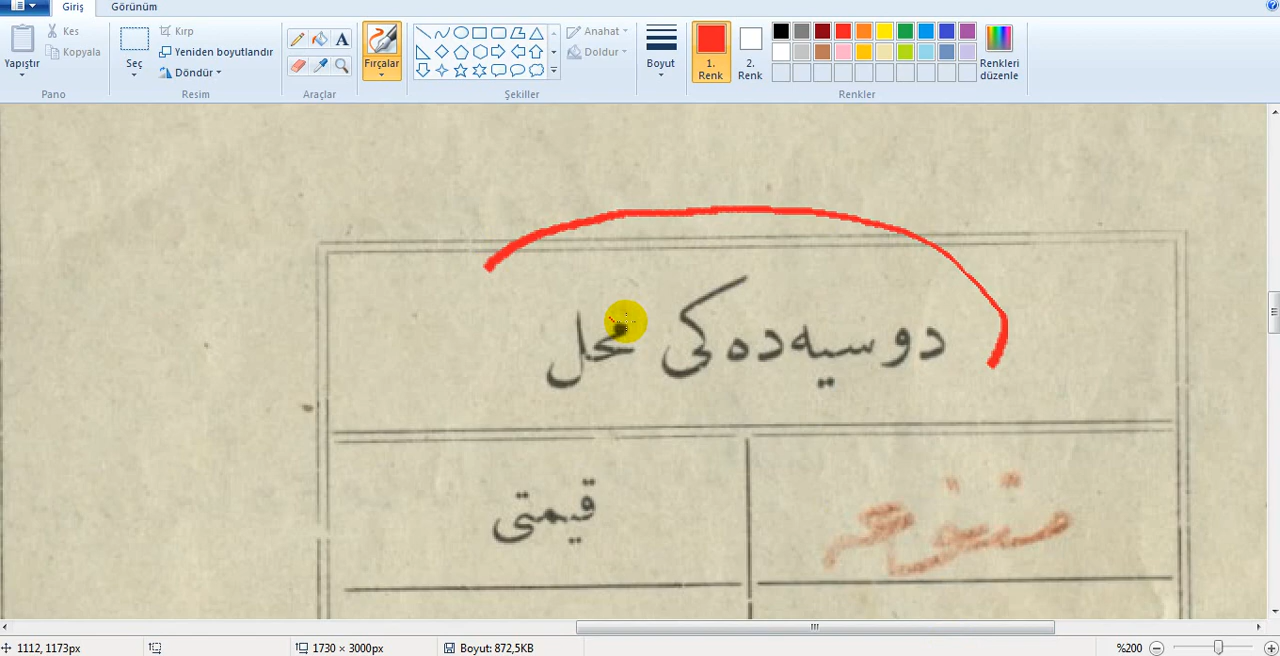 Giriş Görünüm
Yapıştır
Kes
Kopyala
Pano
Seç
Kırp
Yeniden boyutlandır
Döndür
Resim
Araçlar
Fırçalar
Şekiller
Anahat
Doldur
Boyut
1. Renk
2. Renk
Renkleri düzenle
Renkler
دوسیه‌ده‌کی محل
قیمتی
متنوعه
1112, 1173px
1730 × 3000px
Boyut: 872,5KB
%200